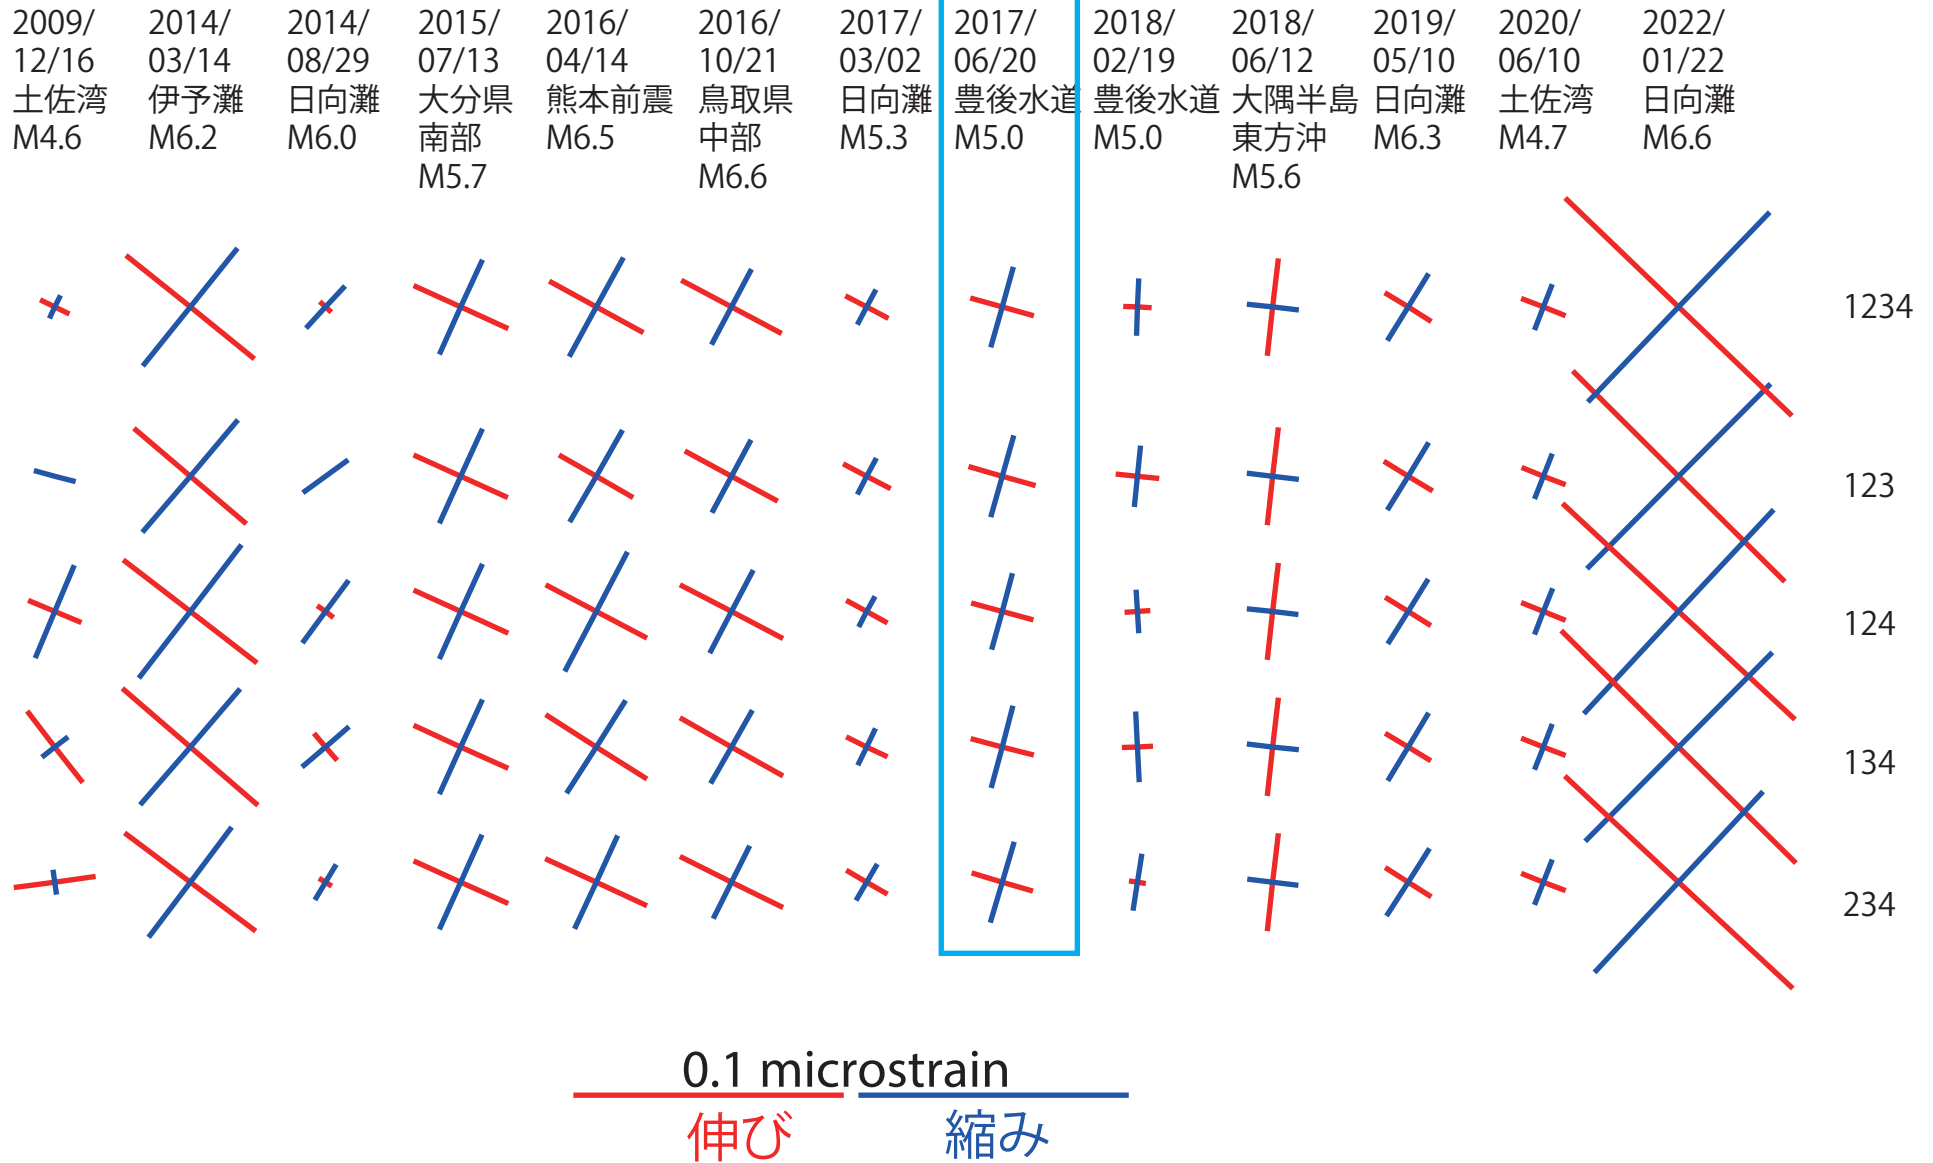 2009/
12/16
土佐湾
M4.6
2014/
03/14
伊予灘
M6.2
2014/
08/29
日向灘
M6.0
2015/
07/13
大分県
南部
M5.7
2016/
04/14
熊本前震
M6.5
2016/
10/21
鳥取県
中部
M6.6
2017/
03/02
日向灘
M5.3
2017/
06/20
豊後水道
M5.0
2018/
02/19
豊後水道
M5.0
2018/
06/12
大隅半島
東方沖
M5.6
2019/
05/10
日向灘
M6.3
2020/
06/10
土佐湾
M4.7
2022/
01/22
日向灘
M6.6
1234
123
124
134
234
0.1 microstrain
伸び
縮み